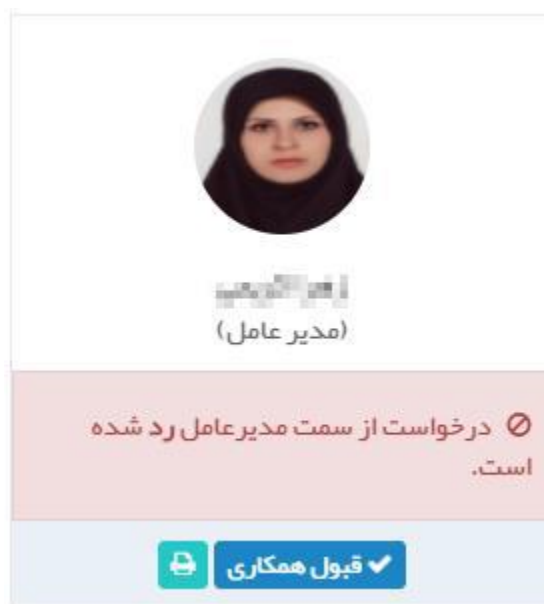 (مدیر عامل)
درخواست از سمت مدیرعامل رد شده
است.
قبول همکاری